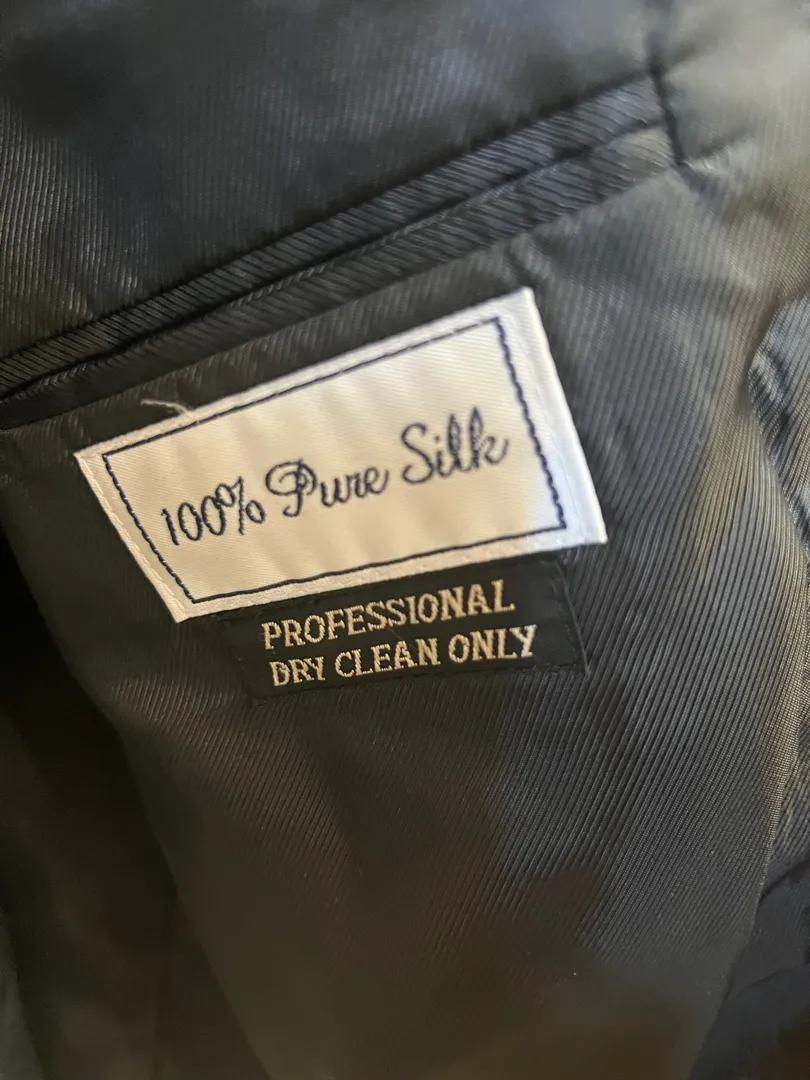 100% Pure Silk
PROFESSIONAL
DRY CLEAN ONLY